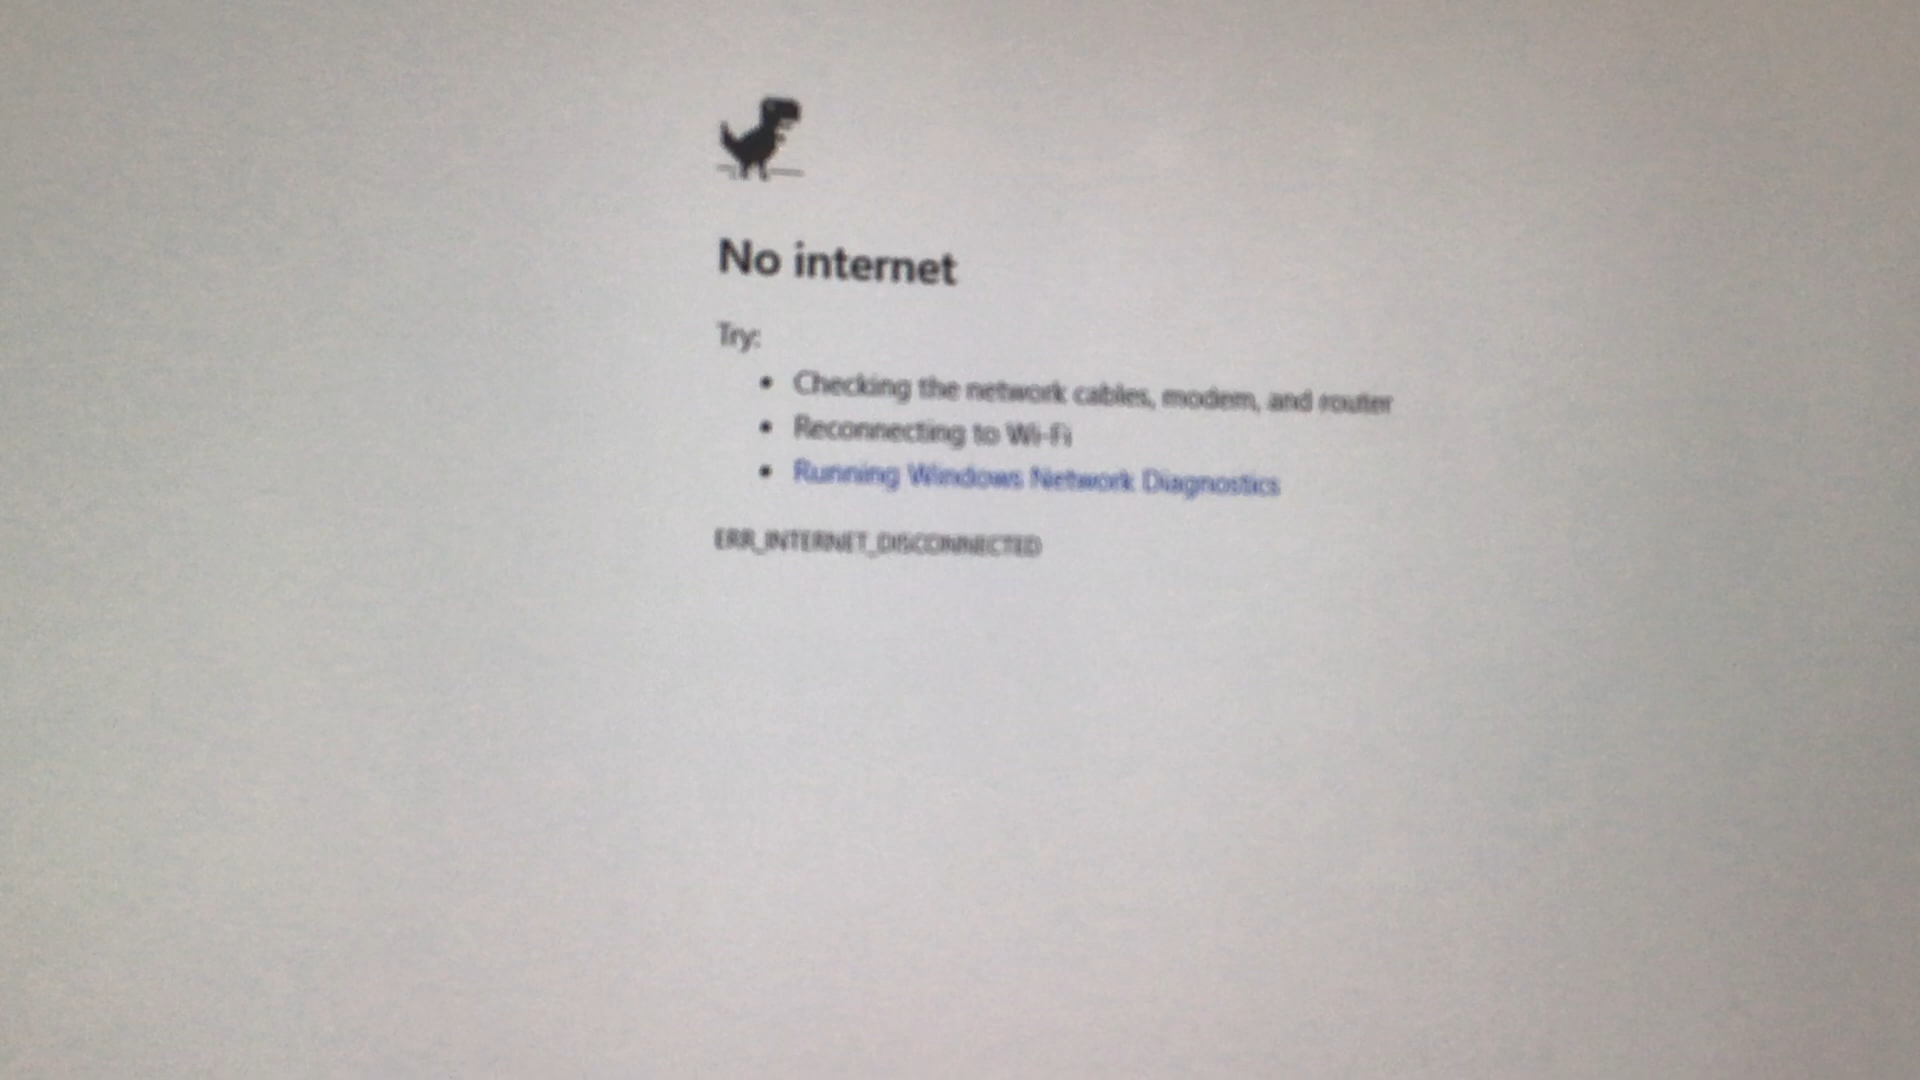 No internet
Try:
• Checking the network cables, modem, and router
• Reconnecting to Wi-Fi
• Running Windows Network Diagnostics
ERR_INTERNET_DISCONNECTED